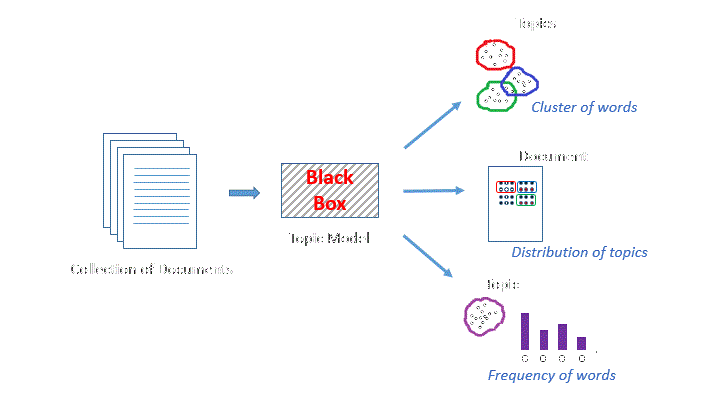 Topics
Cluster of words
Black
Box
Topic Model
Collection of Documents
Document
Distribution of topics
Topic
Frequency of words